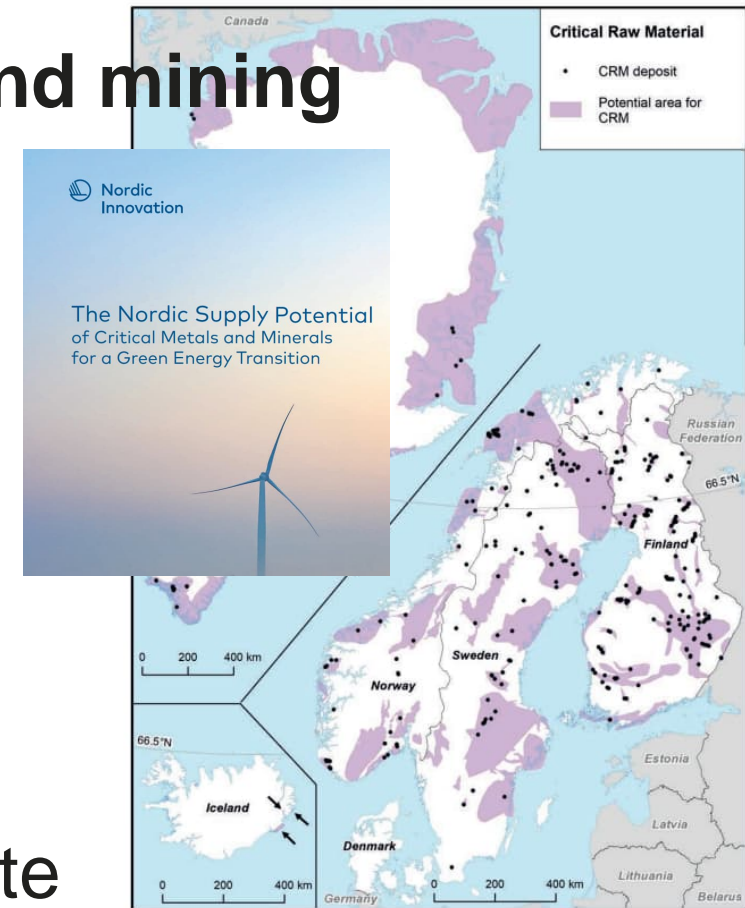 nd mining
Canada
Critical Raw Material
CRM deposit
Potential area for
CRM
Nordic
Innovation
The Nordic Supply Potential
of Critical Metals and Minerals
for a Green Energy Transition
Russian
Federation
66.5°N
Finland
0 200 400 km
Sweden
Norway
66.5°N
Estonia
Iceland
Latvia
Denmark
te
Lithuania
0 200 400 km
0 200 400 km
Germany
Belarus